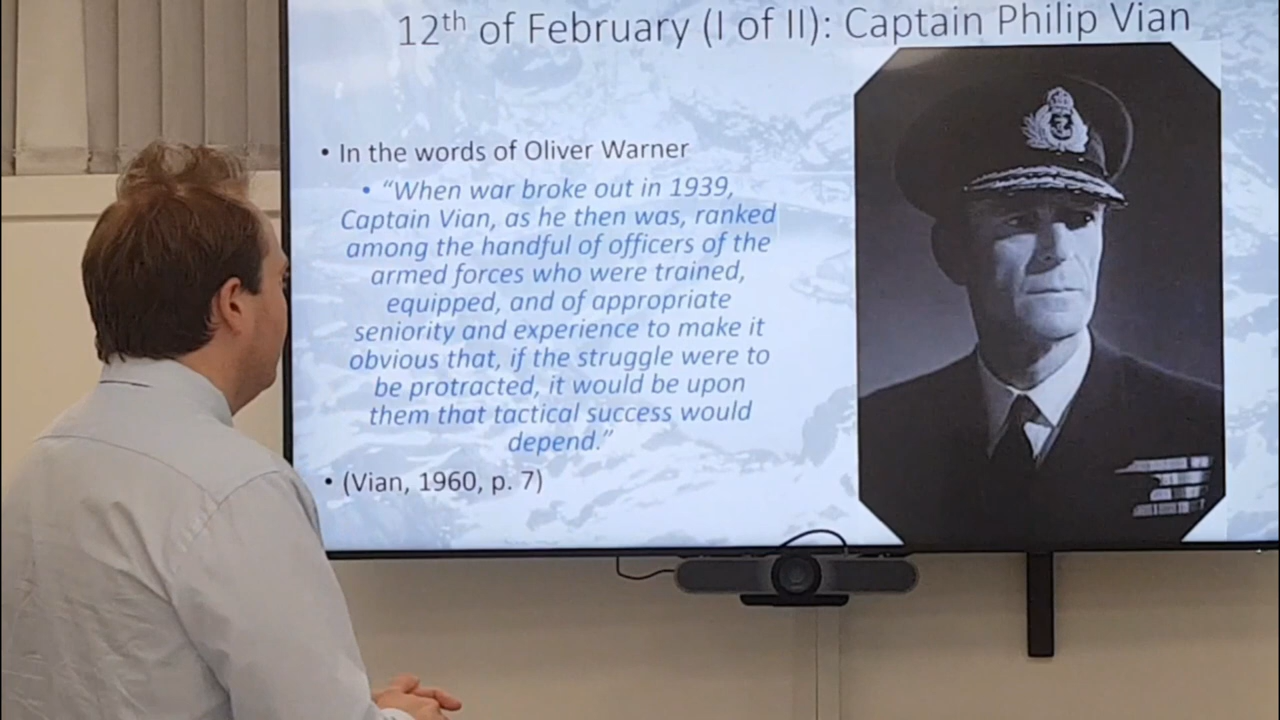 12th of February (I of II): Captain Philip Vian
• In the words of Oliver Warner
• “When war broke out in 1939,
Captain Vian, as he then was, ranked
among the handful of officers of the
armed forces who were trained,
equipped, and of appropriate
seniority and experience to make it
obvious that, if the struggle were to
be protracted, it would be upon
them that tactical success would
depend.”
• (Vian, 1960, p. 7)